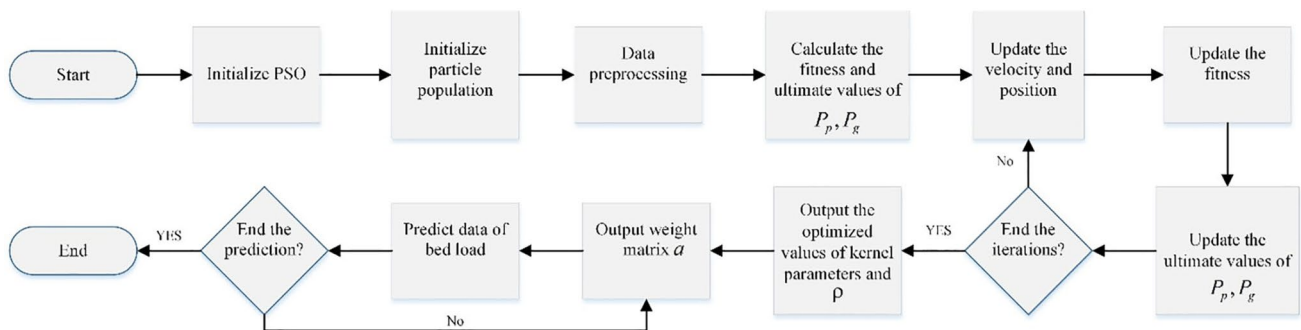 Start
Initialize PSO
Initialize
particle
population
Data
preprocessing
Calculate the
fitness and
ultimate values of
P_p, P_g
Update the
velocity and
position
Update the
fitness
No
End
YES
End the
prediction?
Predict data of
bed load
Output weight
matrix a
Output the
optimized
values of kernel
parameters and
ρ
YES
End the
iterations?
Update the
ultimate values of
P_p, P_g
No